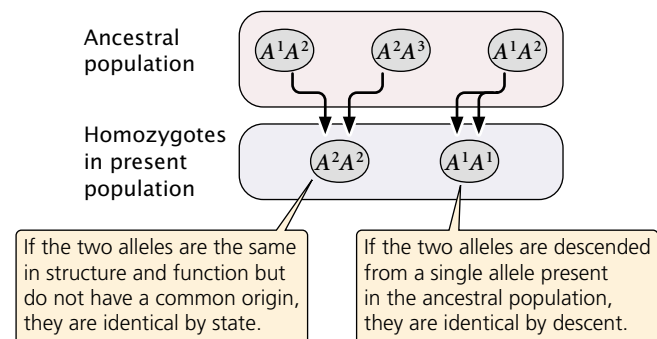 Ancestral
population
A¹A² A²A³ A¹A²
Homozygotes
in present
population
A²A² A¹A¹
If the two alleles are the same
in structure and function but
do not have a common origin,
they are identical by state.
If the two alleles are descended
from a single allele present
in the ancestral population,
they are identical by descent.